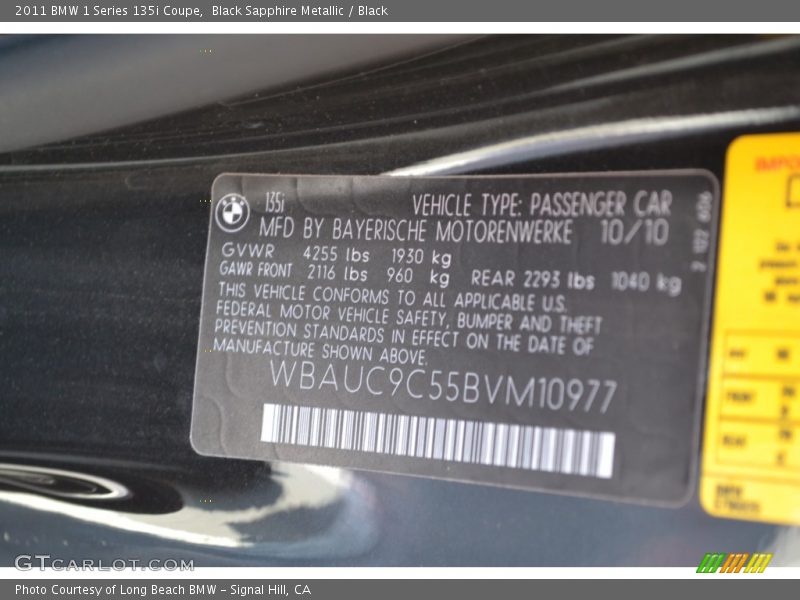 2011 BMW 1 Series 135i Coupe, Black Sapphire Metallic / Black
135i VEHICLE TYPE: PASSENGER CAR
MFD BY BAYERISCHE MOTORENWERKE 10/10
GVWR 4255 lbs 1930 kg
GAWR FRONT 2116 lbs 960 kg REAR 2293 lbs 1040 kg
THIS VEHICLE CONFORMS TO ALL APPLICABLE U.S.
FEDERAL MOTOR VEHICLE SAFETY, BUMPER AND THEFT
PREVENTION STANDARDS IN EFFECT ON THE DATE OF
MANUFACTURE SHOWN ABOVE.
WBAUC9C55BVM10977
GTCARLOT.COM
Photo Courtesy of Long Beach BMW – Signal Hill, CA